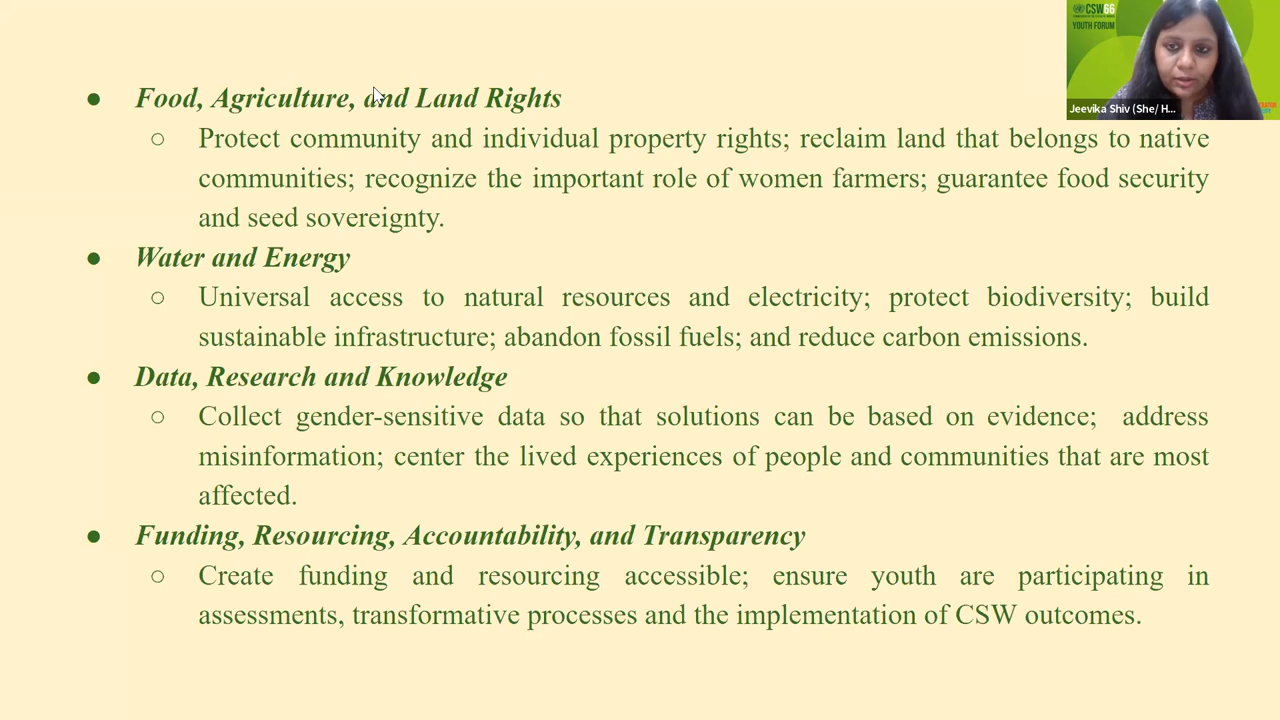 CSW66
YOUTH FORUM
Jeevika Shiv (She/ H...
● Food, Agriculture, and Land Rights
○ Protect community and individual property rights; reclaim land that belongs to native
communities; recognize the important role of women farmers; guarantee food security
and seed sovereignty.
● Water and Energy
○ Universal access to natural resources and electricity; protect biodiversity; build
sustainable infrastructure; abandon fossil fuels; and reduce carbon emissions.
● Data, Research and Knowledge
○ Collect gender-sensitive data so that solutions can be based on evidence; address
misinformation; center the lived experiences of people and communities that are most
affected.
● Funding, Resourcing, Accountability, and Transparency
○ Create funding and resourcing accessible; ensure youth are participating in
assessments, transformative processes and the implementation of CSW outcomes.